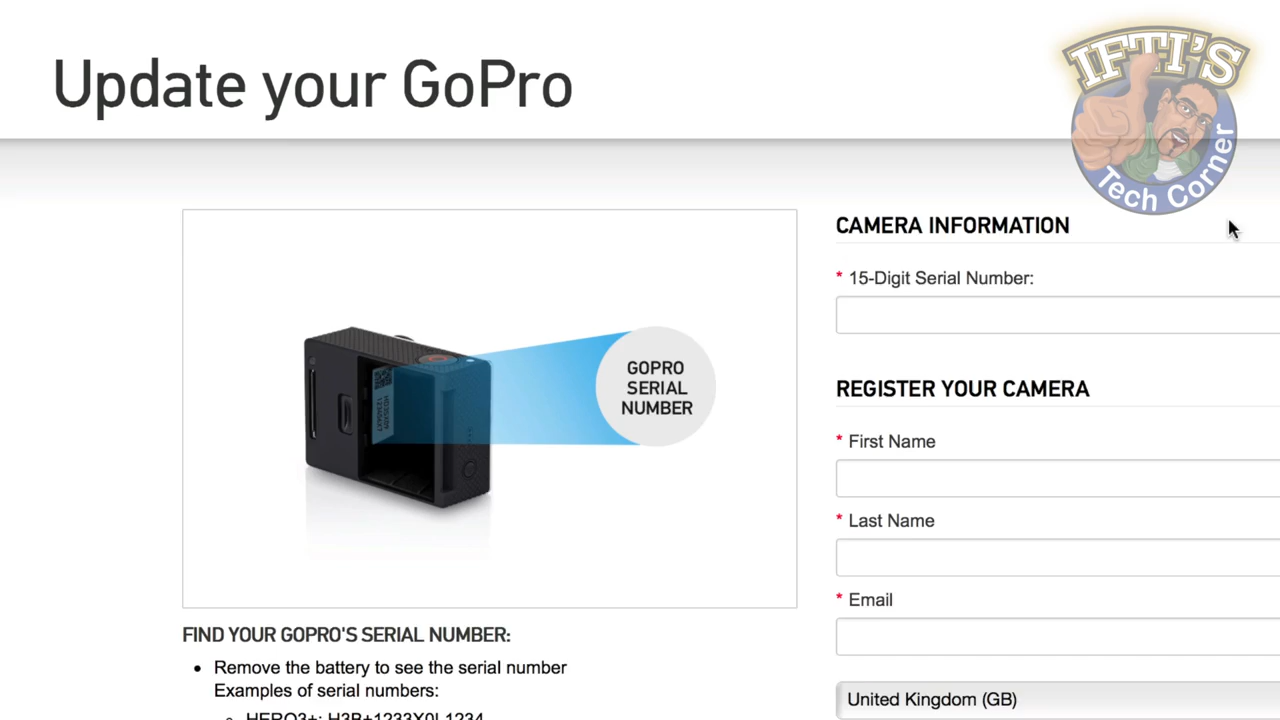 Update your GoPro
IFTI'S
Tech Corner
GOPRO
SERIAL
NUMBER
FIND YOUR GOPRO'S SERIAL NUMBER:
• Remove the battery to see the serial number
Examples of serial numbers:
CAMERA INFORMATION
* 15-Digit Serial Number:
REGISTER YOUR CAMERA
* First Name
* Last Name
* Email
United Kingdom (GB)